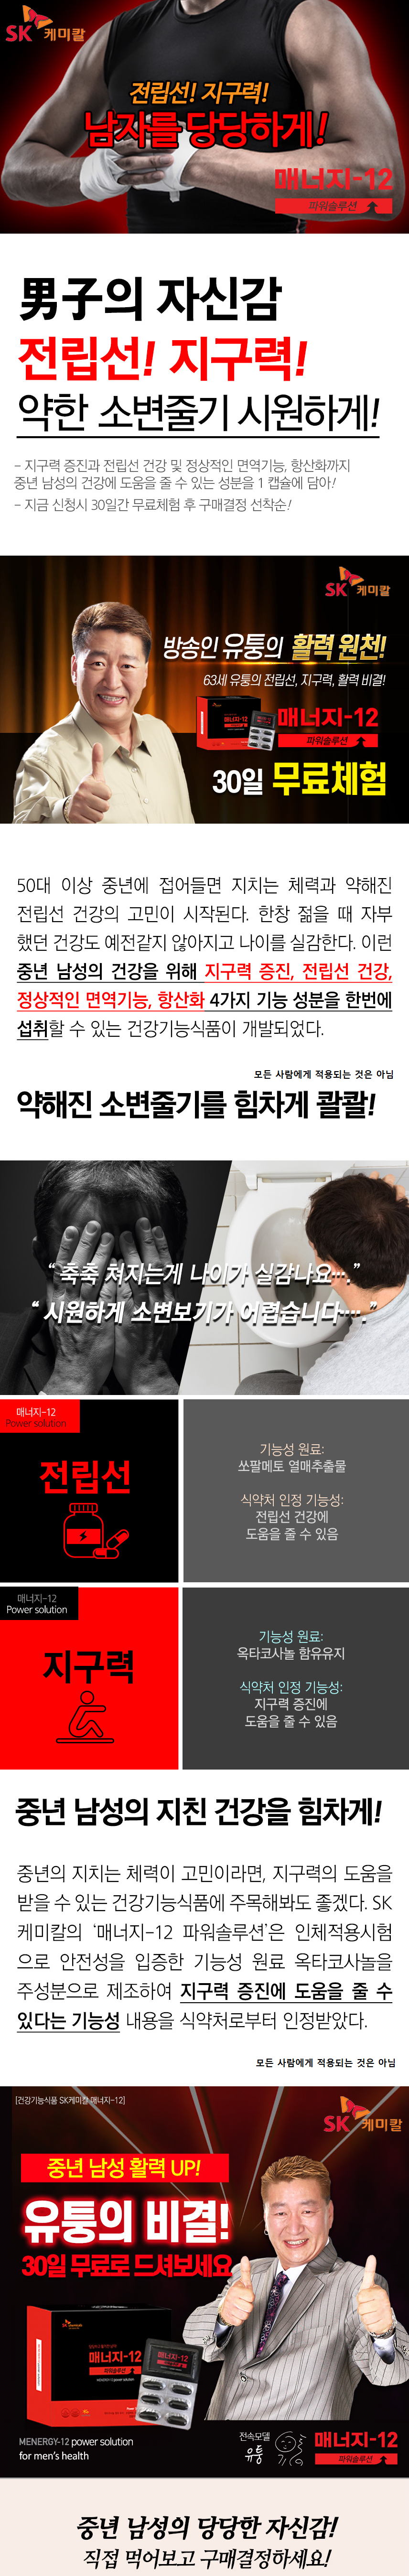 SK 케미칼
전립선! 지구력!
남자를 당당하게!
매너지-12
파워솔루션
男子의 자신감
전립선! 지구력!
약한 소변줄기 시원하게!
- 지구력 증진과 전립선 건강 및 정상적인 면역기능, 항산화까지
중년 남성의 건강에 도움을 줄 수 있는 성분을 1 캡슐에 담아!
- 지금 신청시 30일간 무료체험 후 구매결정 선착순!
SK 케미칼
방송인 유퉁의 활력 원천!
63세 유퉁의 전립선, 지구력, 활력 비결!
매너지-12
파워솔루션
30일 무료체험
50대 이상 중년에 접어들면 지치는 체력과 약해진
전립선 건강의 고민이 시작된다. 한창 젊을 때 자부
했던 건강도 예전같지 않아지고 나이를 실감한다. 이런
중년 남성의 건강을 위해 지구력 증진, 전립선 건강,
정상적인 면역기능, 항산화 4가지 기능 성분을 한번에
섭취할 수 있는 건강기능식품이 개발되었다.
모든 사람에게 적용되는 것은 아님
약해진 소변줄기를 힘차게 콸콸!
“ 축축 쳐지는게 나이가 실감나요….”
“ 시원하게 소변보기가 어렵습니다….”
매너지-12
Power solution
전립선
기능성 원료:
쏘팔메토 열매추출물
식약처 인정 기능성:
전립선 건강에
도움을 줄 수 있음
매너지-12
Power solution
지구력
기능성 원료:
옥타코사놀 함유유지
식약처 인정 기능성:
지구력 증진에
도움을 줄 수 있음
중년 남성의 지친 건강을 힘차게!
중년의 지치는 체력이 고민이라면, 지구력의 도움을
받을 수 있는 건강기능식품에 주목해봐도 좋겠다. SK
케미칼의 ‘매너지-12 파워솔루션’은 인체적용시험
으로 안전성을 입증한 기능성 원료 옥타코사놀을
주성분으로 제조하여 지구력 증진에 도움을 줄 수
있다는 기능성 내용을 식약처로부터 인정받았다.
모든 사람에게 적용되는 것은 아님
[건강기능식품 SK케미칼 매너지-12]
SK 케미칼
중년 남성 활력 UP!
유퉁의 비결!
30일 무료로 드셔보세요
매너지-12
파워솔루션
매너지-12
MENERGY-12 power solution
for men's health
전속모델
유퉁
매너지-12
파워솔루션
중년 남성의 당당한 자신감!
직접 먹어보고 구매결정하세요!